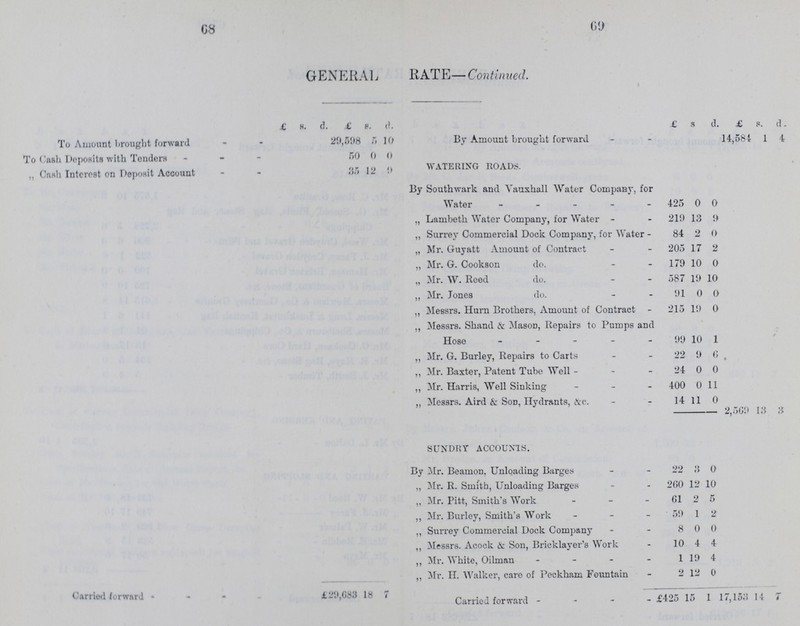 68
GENERAL
£ s. d. £ s. d.
To Amount brought forward - - 29,598 5 10
To Cash Deposits with Tenders - - - 50 0 0
„ Cash Interest on Deposit Account - - 35 12 9
Carried forward - - - - £29,683 18 7
69
RATE—Continued.
£ s d. £ s. d.
By Amount brought forward - - 14,584 1 4
WATERING ROADS.
By Southwark and Vauxhall Water Company, for
Water - - - - - 425 0 0
„ Lambeth Water Company, for Water - - 219 13 9
„ Surrey Commercial Dock Company, for Water - 84 2 0
„ Mr. Guyatt Amount of Contract - - 205 17 2
„ Mr. G. Cookson do. - - 179 10 0
„ Mr. W. Reed do. - - 587 19 10
„ Mr. Jones do. - - 91 0 0
„ Messrs. Hurn Brothers, Amount of Contract - 215 19 0
„ Messrs. Shand & Mason, Repairs to Pumps and
Hose - - - - - 99 10 1
„ Mr. G. Burley, Repairs to Carts - - 22 9 6
„ Mr. Baxter, Patent Tube Well - - - 24 0 0
„ Mr. Harris, Well Sinking - - - 400 0 11
„ Messrs. Aird & Son, Hydrants, &c. - - 14 11 0
2,569 13 3
SUNDRY ACCOUNTS.
By Mr. Beamon, Unloading Barges - - 22 3 0
„ Mr. R. Smith, Unloading Barges - - 260 12 10
„ Mr. Pitt, Smith's Work - - - 61 2 5
„ Mr. Burley, Smith's Work - - - 59 1 2
„ Surrey Commercial Dock Company - - 8 0 0
„ Messrs. Acock & Son, Bricklayer's Work - 10 4 4
„ Mr. White, Oilman - - - - 1 19 4
„ Mr. H. Walker, care of Peckham Fountain - 2 12 0
Carried forward - - - - £425 15 1 17,153 14 7